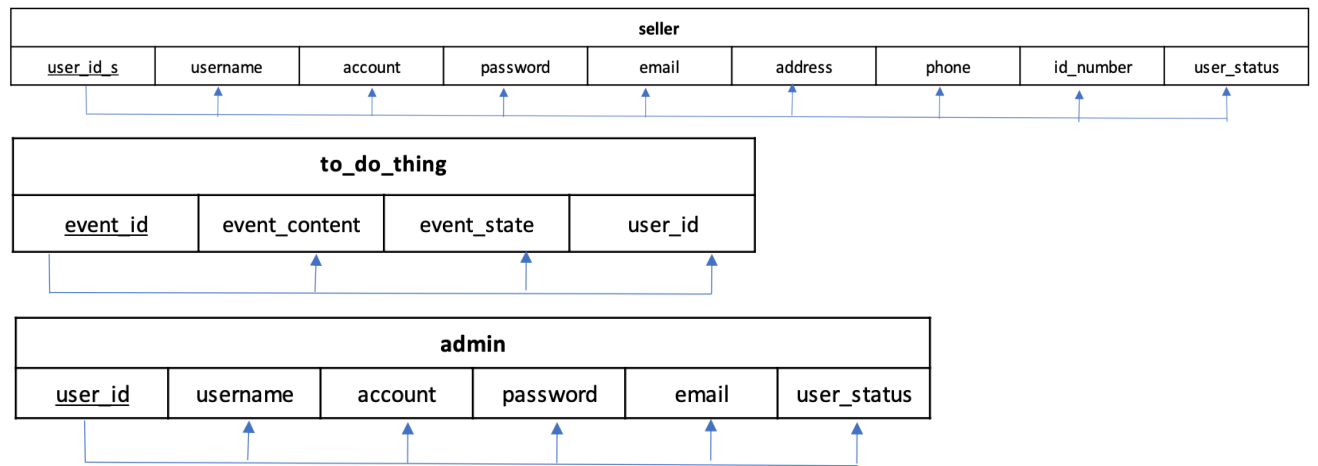 seller
user_id_s username account password email address phone id_number user_status
to_do_thing
event_id event_content event_state user_id
admin
user_id username account password email user_status